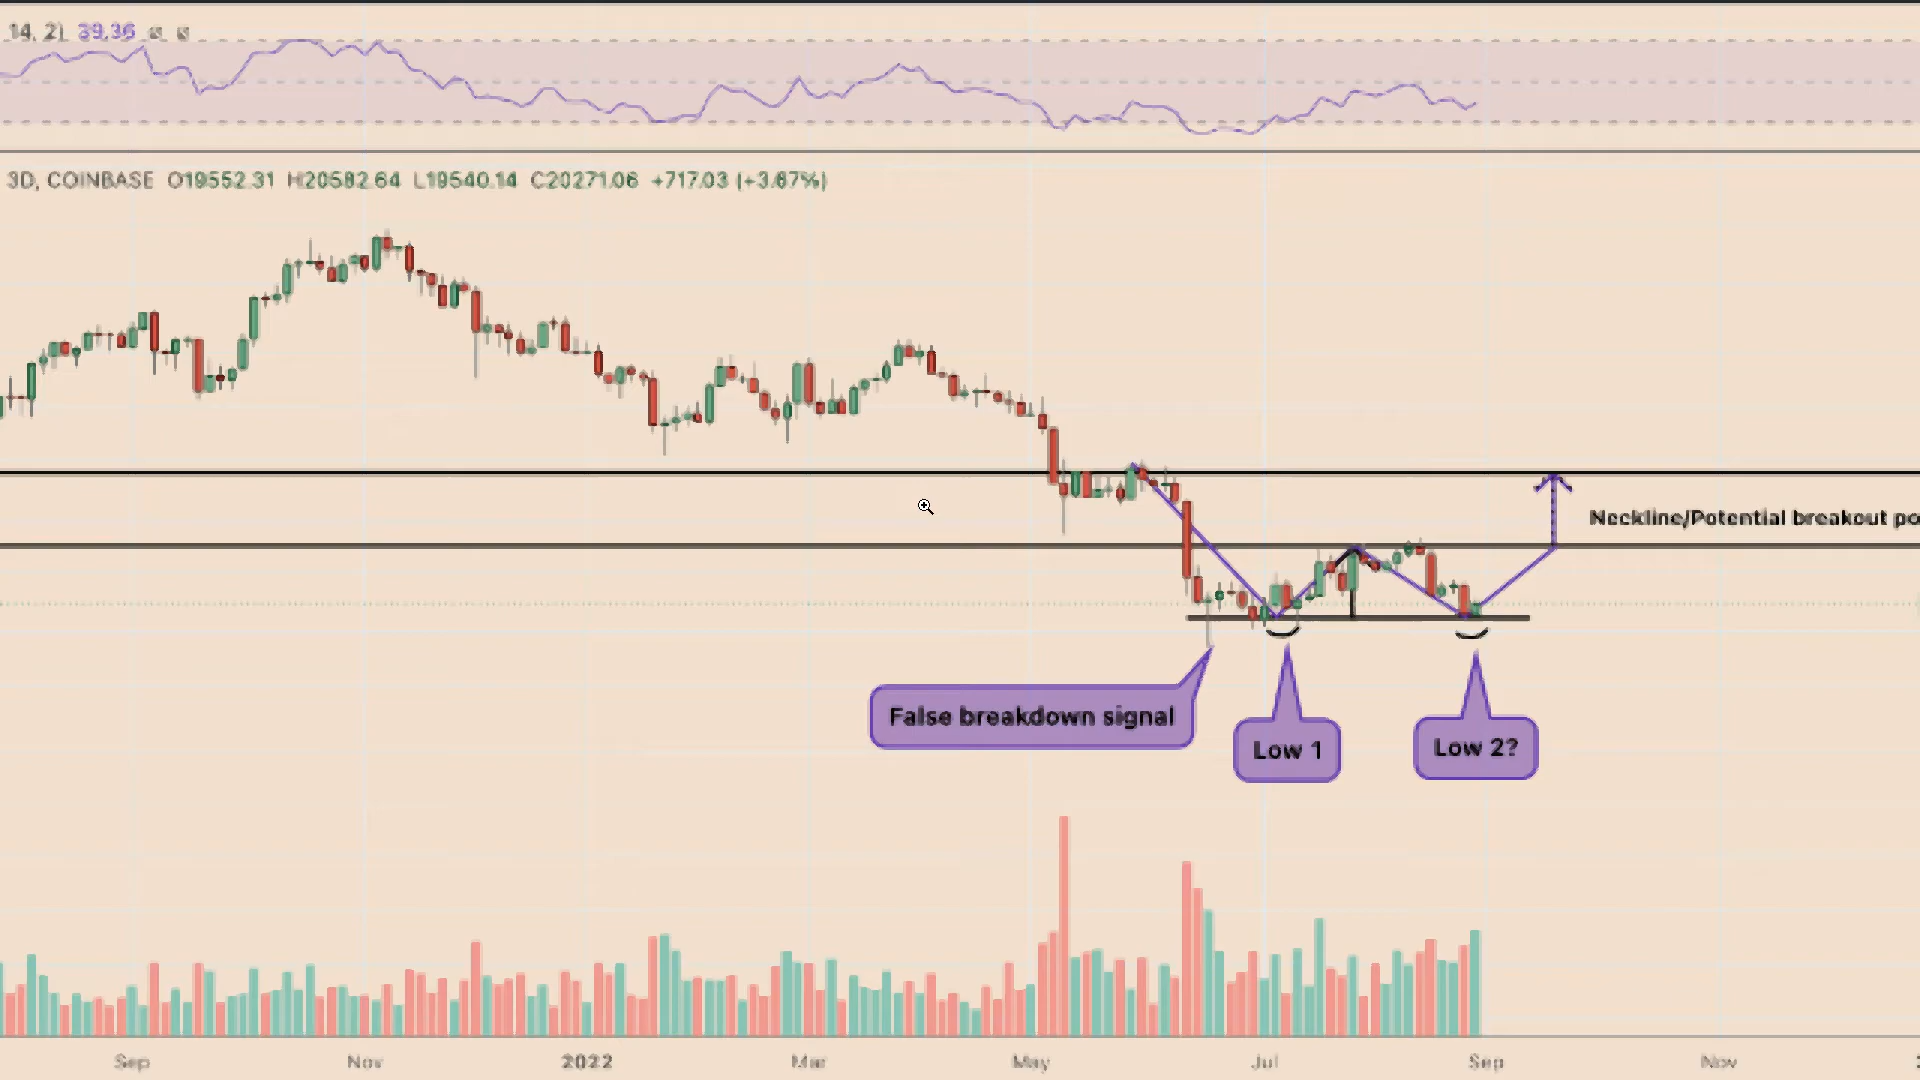 14, 2) 39.36 ∅ ∅
3D, COINBASE O19552.31 H20582.64 L19540.14 C20271.06 +717.03 (+3.67%)
Neckline/Potential breakout po
False breakdown signal
Low 1
Low 2?
Sep Nov 2022 Mar May Jul Sep Nov